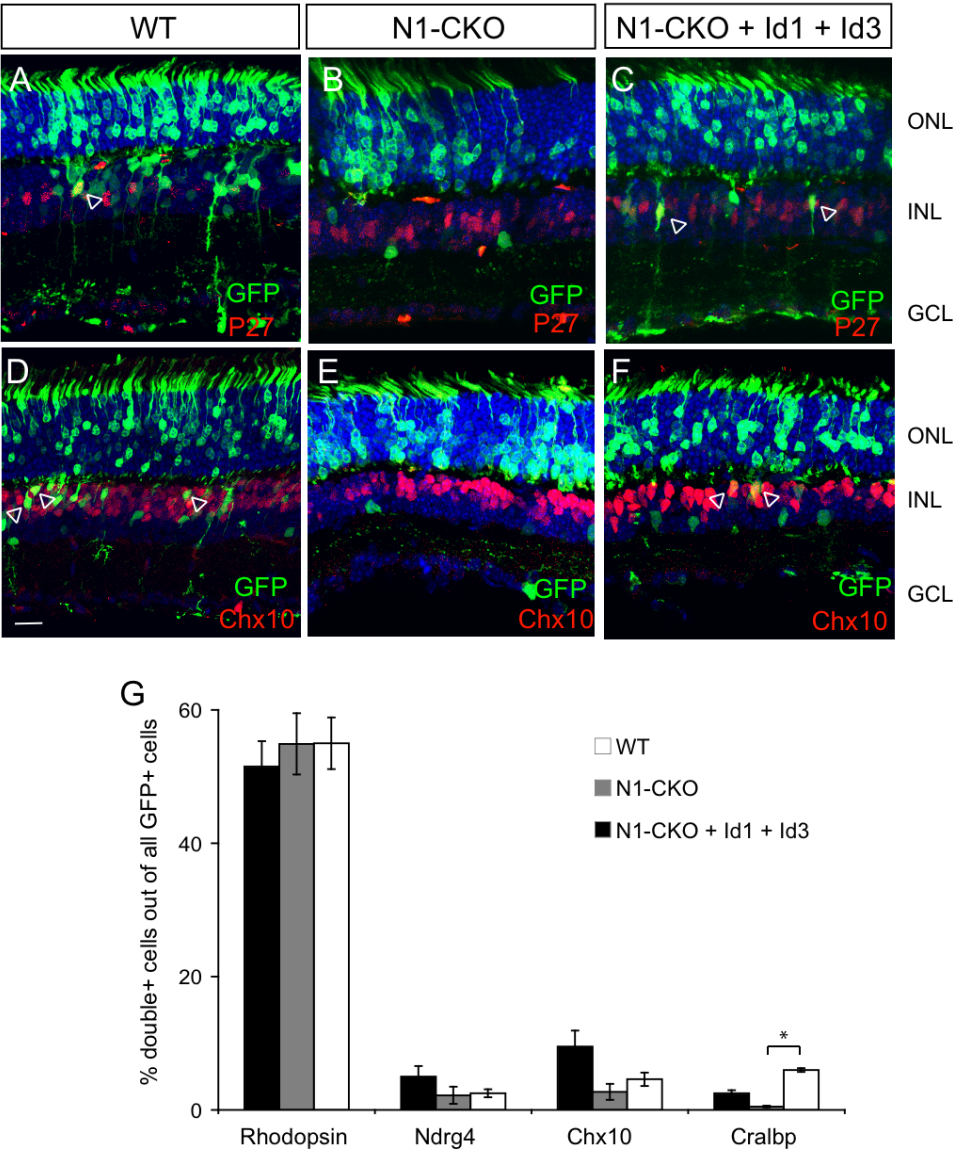 WT
N1-CKO
N1-CKO + Id1 + Id3
A
B
C
ONL
INL
GCL
GFP
P27
GFP
P27
GFP
P27
D
E
F
ONL
INL
GCL
GFP
Chx10
GFP
Chx10
GFP
Chx10
G
% double+ cells out of all GFP+ cells
60
40
20
0
WT
N1-CKO
N1-CKO + Id1 + Id3
*
Rhodopsin
Ndrg4
Chx10
Cralbp